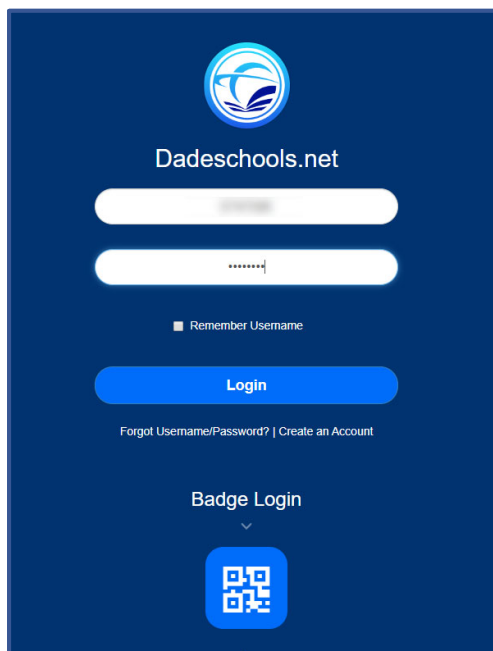 Dadeschools.net
••••••••
Remember Username
Login
Forgot Username/Password? | Create an Account
Badge Login